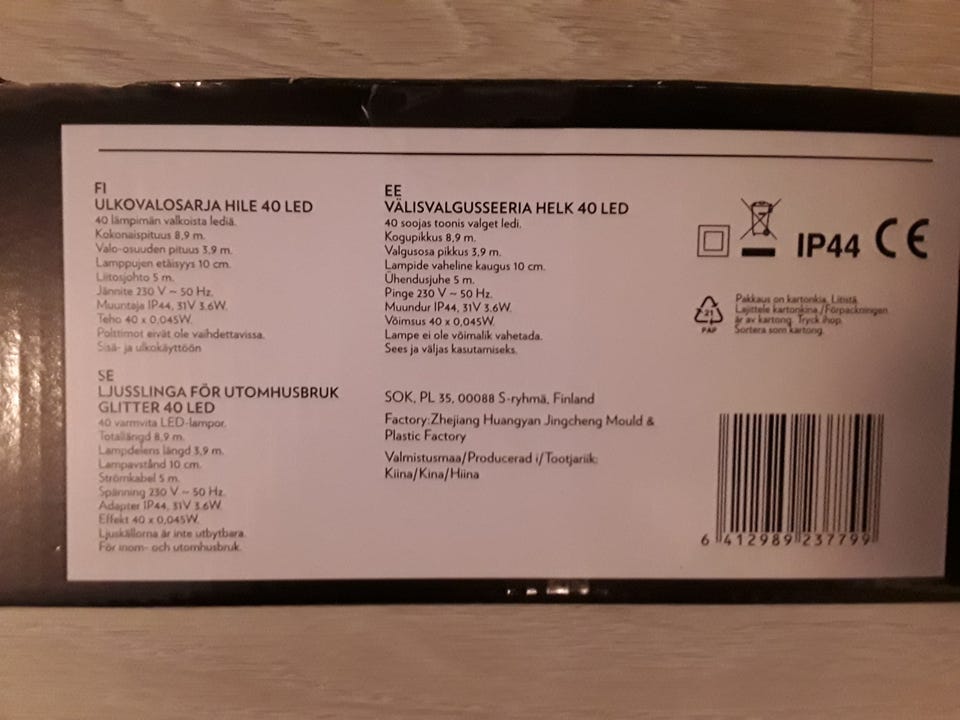 FI
ULKOVALOSARJA HILE 40 LED
40 lämpimän valkoista lediä.
Kokonaispituus 8,9 m.
Valo-osuuden pituus 3,9 m.
Lamppujen etäisyys 10 cm.
Liitosjohto 5 m.
Jännite 230 V ~ 50 Hz.
Muuntaja IP44, 31V 3.6W.
Teho 40 x 0,045W.
Polttimot eivät ole vaihdettavissa.
Sisä- ja ulkokäyttöön
SE
LJUSSLINGA FÖR UTOMHUSBRUK
GLITTER 40 LED
40 varmvita LED-lampor.
Totallängd 8,9 m.
Lampdelens längd 3,9 m.
Lampavstånd 10 cm.
Strömkabel 5 m.
Spänning 230 V ~ 50 Hz.
Adapter IP44, 31V 3.6W.
Effekt 40 x 0,045W.
Ljuskällorna är inte utbytbara.
För inom- och utomhusbruk.
EE
VÄLISVALGUSSEERIA HELK 40 LED
40 soojas toonis valget ledi.
Kogupikkus 8,9 m.
Valgusosa pikkus 3,9 m.
Lampide vaheline kaugus 10 cm.
Ühendusjuhe 5 m.
Pinge 230 V ~ 50 Hz.
Muundur IP44, 31V 3.6W.
Võimsus 40 x 0,045W.
Lampe ei ole võimalik vahetada.
Sees ja väljas kasutamiseks.
SOK, PL 35, 00088 S-ryhmä, Finland
Factory:Zhejiang Huangyan Jingcheng Mould &
Plastic Factory
Valmistusmaa/Producerad i/Tootjariik:
Kiina/Kina/Hiina
IP44 CE
21
PAP
Pakkaus on kartonkia. Litistä.
Lajittele kartonkina./Förpackningen
är av kartong. Tryck ihop.
Sortera som kartong.
6 412989 237799